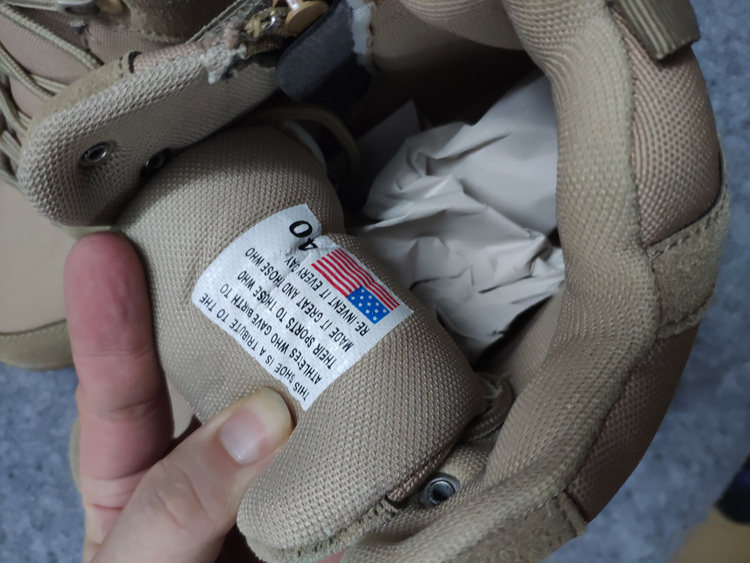 THIS SHOE IS A TRIBUTE TO THE
ATHLETES WHO GAVE BIRTH TO
THEIR SPORTS TO THOSE WHO
MADE IT GREAT AND THOSE WHO
RE-INVENT IT EVERY DAY
40